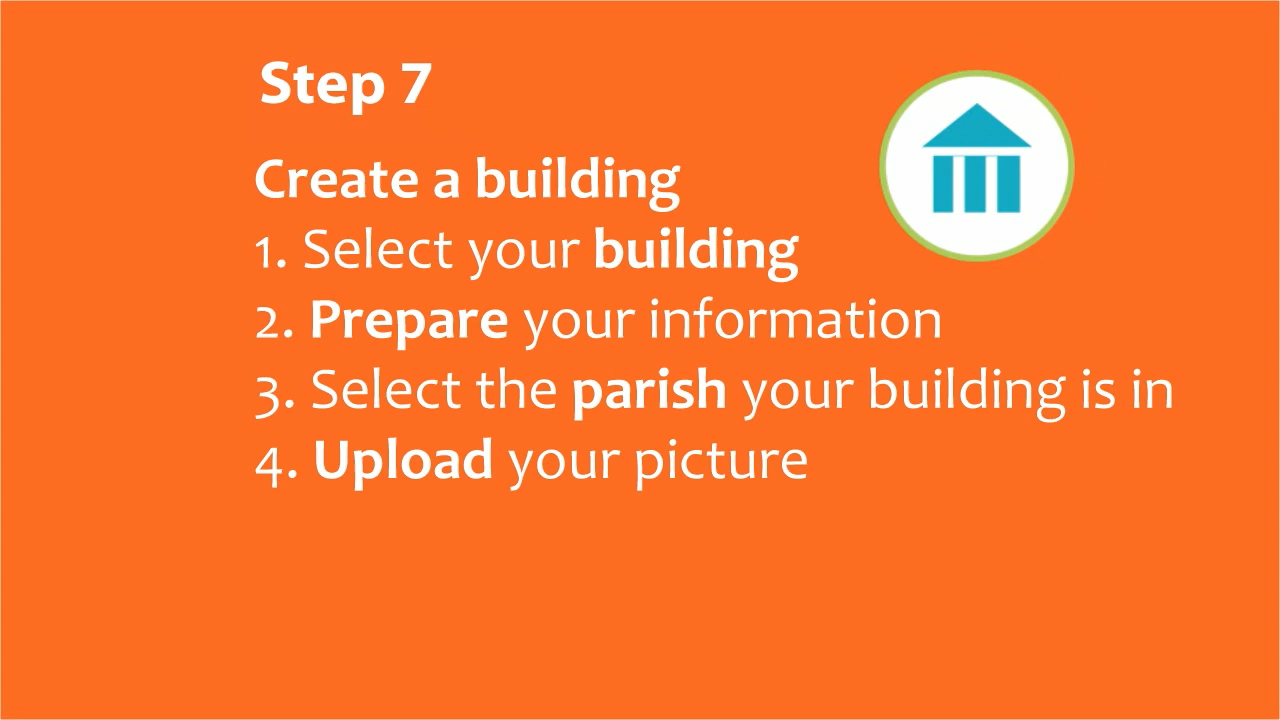 Step 7
Create a building
1. Select your building
2. Prepare your information
3. Select the parish your building is in
4. Upload your picture